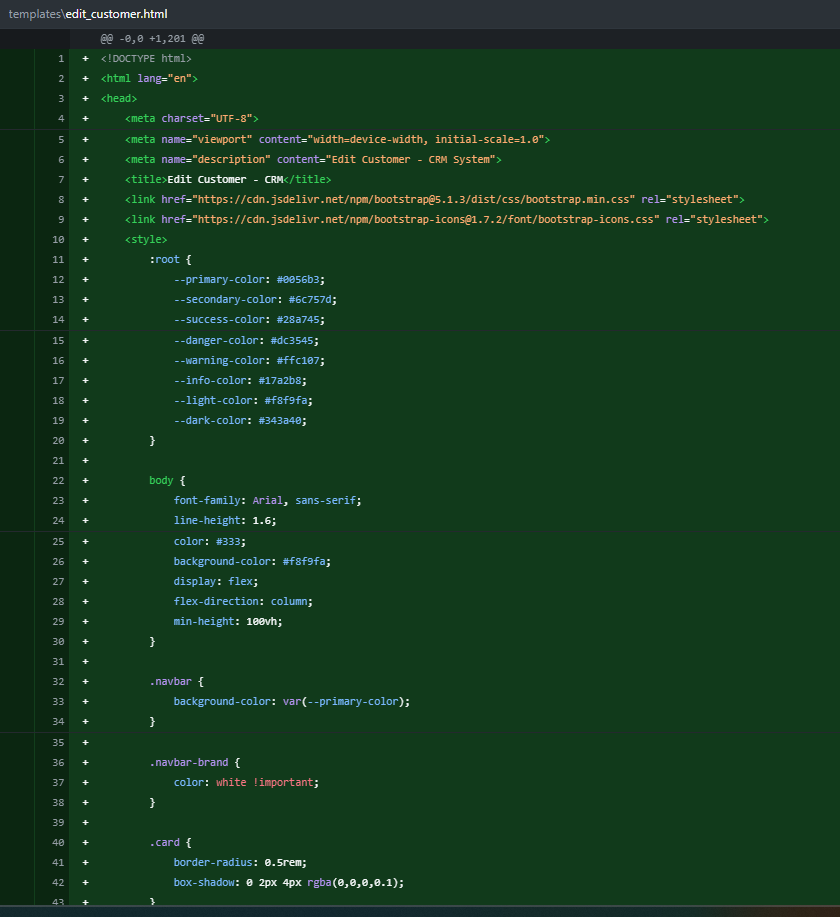 templates\edit_customer.html
@@ -0,0 +1,201 @@
1 + <!DOCTYPE html>
2 + <html lang="en">
3 + <head>
4 +     <meta charset="UTF-8">
5 +     <meta name="viewport" content="width=device-width, initial-scale=1.0">
6 +     <meta name="description" content="Edit Customer - CRM System">
7 +     <title>Edit Customer - CRM</title>
8 +     <link href="https://cdn.jsdelivr.net/npm/bootstrap@5.1.3/dist/css/bootstrap.min.css" rel="stylesheet">
9 +     <link href="https://cdn.jsdelivr.net/npm/bootstrap-icons@1.7.2/font/bootstrap-icons.css" rel="stylesheet">
10 +     <style>
11 +         :root {
12 +             --primary-color: #0056b3;
13 +             --secondary-color: #6c757d;
14 +             --success-color: #28a745;
15 +             --danger-color: #dc3545;
16 +             --warning-color: #ffc107;
17 +             --info-color: #17a2b8;
18 +             --light-color: #f8f9fa;
19 +             --dark-color: #343a40;
20 +         }
21 +
22 +         body {
23 +             font-family: Arial, sans-serif;
24 +             line-height: 1.6;
25 +             color: #333;
26 +             background-color: #f8f9fa;
27 +             display: flex;
28 +             flex-direction: column;
29 +             min-height: 100vh;
30 +         }
31 +
32 +         .navbar {
33 +             background-color: var(--primary-color);
34 +         }
35 +
36 +         .navbar-brand {
37 +             color: white !important;
38 +         }
39 +
40 +         .card {
41 +             border-radius: 0.5rem;
42 +             box-shadow: 0 2px 4px rgba(0,0,0,0.1);
43 +         }